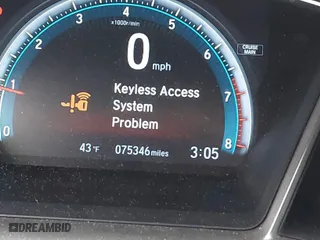 x1000r/min
0 1 2 3 4 5 6 7 8
0 mph
CRUISE
MAIN
Keyless Access
System
Problem
43 °F 075346 miles 3:05
DREAMBID